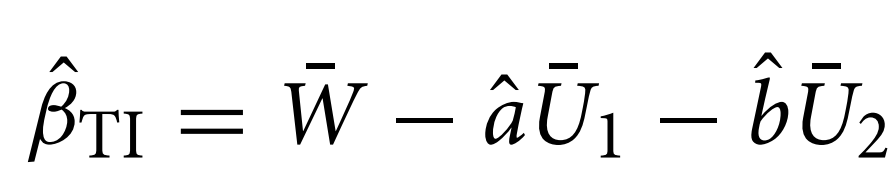 β̂_TI = W̄ − âŪ₁ − b̂Ū₂